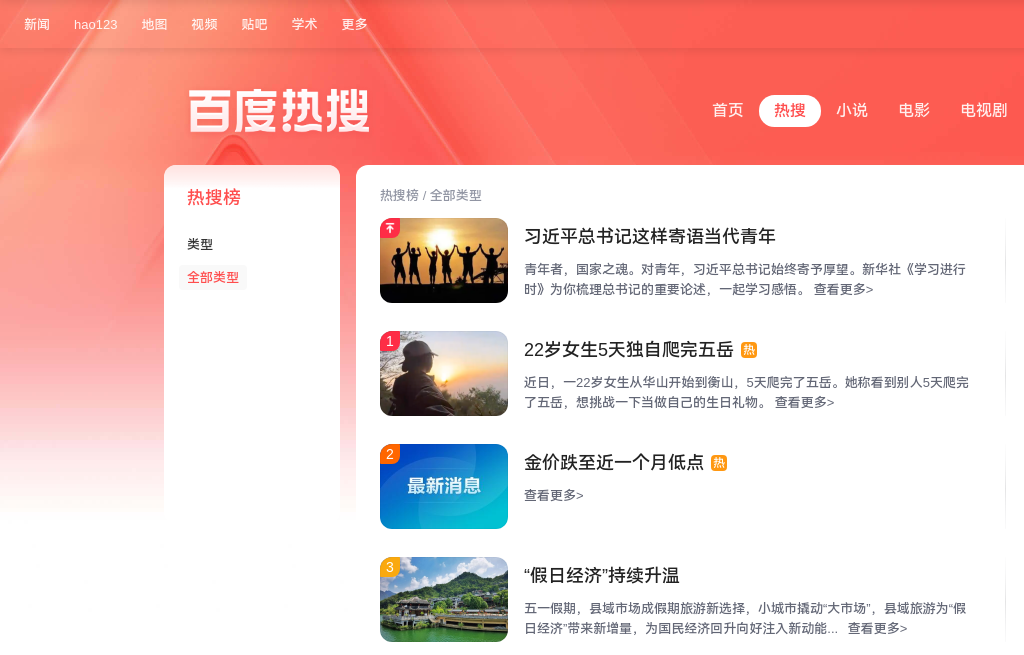 新闻 hao123 地图 视频 贴吧 学术 更多
百度热搜
首页 热搜 小说 电影 电视剧
热搜榜
类型
全部类型
热搜榜 / 全部类型
习近平总书记这样寄语当代青年
青年者，国家之魂。对青年，习近平总书记始终寄予厚望。新华社《学习进行
时》为你梳理总书记的重要论述，一起学习感悟。 查看更多>
1
22岁女生5天独自爬完五岳 热
近日，一22岁女生从华山开始到衡山，5天爬完了五岳。她称看到别人5天爬完
了五岳，想挑战一下当做自己的生日礼物。 查看更多>
2
最新消息
金价跌至近一个月低点 热
查看更多>
3
“假日经济”持续升温
五一假期，县域市场成假期旅游新选择，小城市撬动“大市场”，县域旅游为“假
日经济”带来新增量，为国民经济回升向好注入新动能... 查看更多>